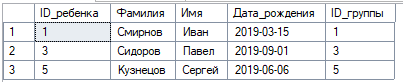 ID_ребенка Фамилия Имя Дата_рождения ID_группы
1 1 Смирнов Иван 2019-03-15 1
2 3 Сидоров Павел 2019-09-01 3
3 5 Кузнецов Сергей 2019-06-06 5